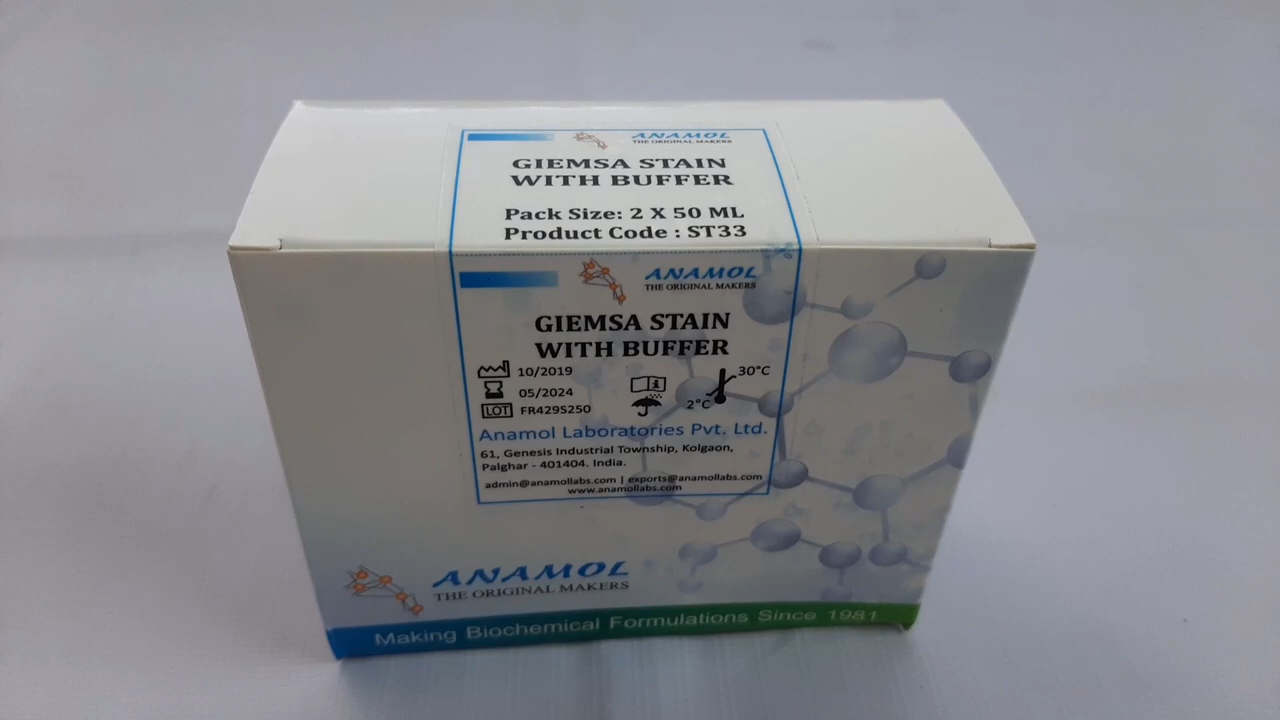 ANAMOL
THE ORIGINAL MAKERS
GIEMSA STAIN
WITH BUFFER
Pack Size: 2 X 50 ML
Product Code : ST33
ANAMOL
THE ORIGINAL MAKERS
GIEMSA STAIN
WITH BUFFER
10/2019
30°C
05/2024
2°C
LOT FR429S250
Anamol Laboratories Pvt. Ltd.
61, Genesis Industrial Township, Kolgaon,
Palghar - 401404. India.
admin@anamollabs.com | exports@anamollabs.com
www.anamollabs.com
ANAMOL
THE ORIGINAL MAKERS
Making Biochemical Formulations Since 1981